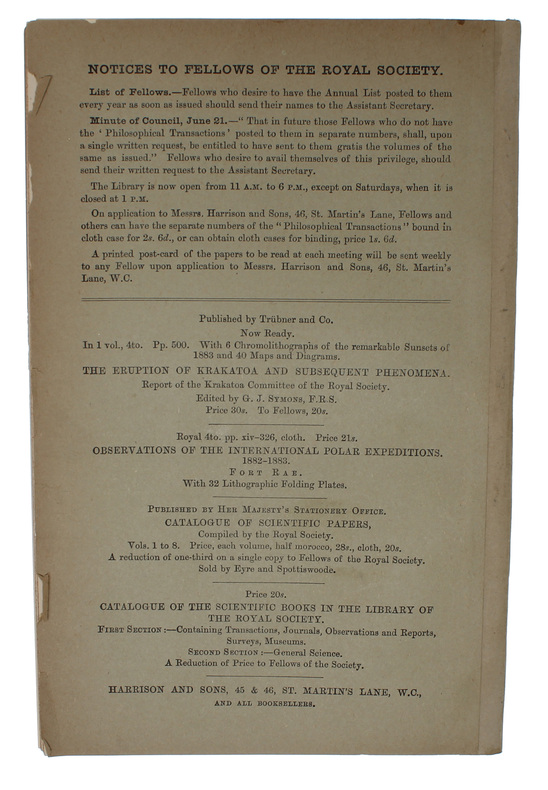 NOTICES TO FELLOWS OF THE ROYAL SOCIETY.
List of Fellows.—Fellows who desire to have the Annual List posted to them
every year as soon as issued should send their names to the Assistant Secretary.
Minute of Council, June 21.—“ That in future those Fellows who do not have
the ‘ Philosophical Transactions ’ posted to them in separate numbers, shall, upon
a single written request, be entitled to have sent to them gratis the volumes of the
same as issued.” Fellows who desire to avail themselves of this privilege, should
send their written request to the Assistant Secretary.
The Library is now open from 11 A.M. to 6 P.M., except on Saturdays, when it is
closed at 1 P.M.
On application to Messrs. Harrison and Sons, 46, St. Martin's Lane, Fellows and
others can have the separate numbers of the “ Philosophical Transactions ” bound in
cloth case for 2s. 6d., or can obtain cloth cases for binding, price 1s. 6d.
A printed post-card of the papers to be read at each meeting will be sent weekly
to any Fellow upon application to Messrs. Harrison and Sons, 46, St. Martin's
Lane, W.C.
Published by Trübner and Co.
Now Ready.
In 1 vol., 4to. Pp. 500. With 6 Chromolithographs of the remarkable Sunsets of
1883 and 40 Maps and Diagrams.
THE ERUPTION OF KRAKATOA AND SUBSEQUENT PHENOMENA.
Report of the Krakatoa Committee of the Royal Society.
Edited by G. J. SYMONS, F.R.S.
Price 30s. To Fellows, 20s.
Royal 4to. pp. xiv–326, cloth. Price 21s.
OBSERVATIONS OF THE INTERNATIONAL POLAR EXPEDITIONS.
1882–1883.
FORT RAE.
With 32 Lithographic Folding Plates.
PUBLISHED BY HER MAJESTY'S STATIONERY OFFICE.
CATALOGUE OF SCIENTIFIC PAPERS,
Compiled by the Royal Society.
Vols. 1 to 8. Price, each volume, half morocco, 28s., cloth, 20s.
A reduction of one-third on a single copy to Fellows of the Royal Society.
Sold by Eyre and Spottiswoode.
Price 20s.
CATALOGUE OF THE SCIENTIFIC BOOKS IN THE LIBRARY OF
THE ROYAL SOCIETY.
FIRST SECTION :—Containing Transactions, Journals, Observations and Reports,
Surveys, Museums.
SECOND SECTION :—General Science.
A Reduction of Price to Fellows of the Society.
HARRISON AND SONS, 45 & 46, ST. MARTIN'S LANE, W.C.,
AND ALL BOOKSELLERS.